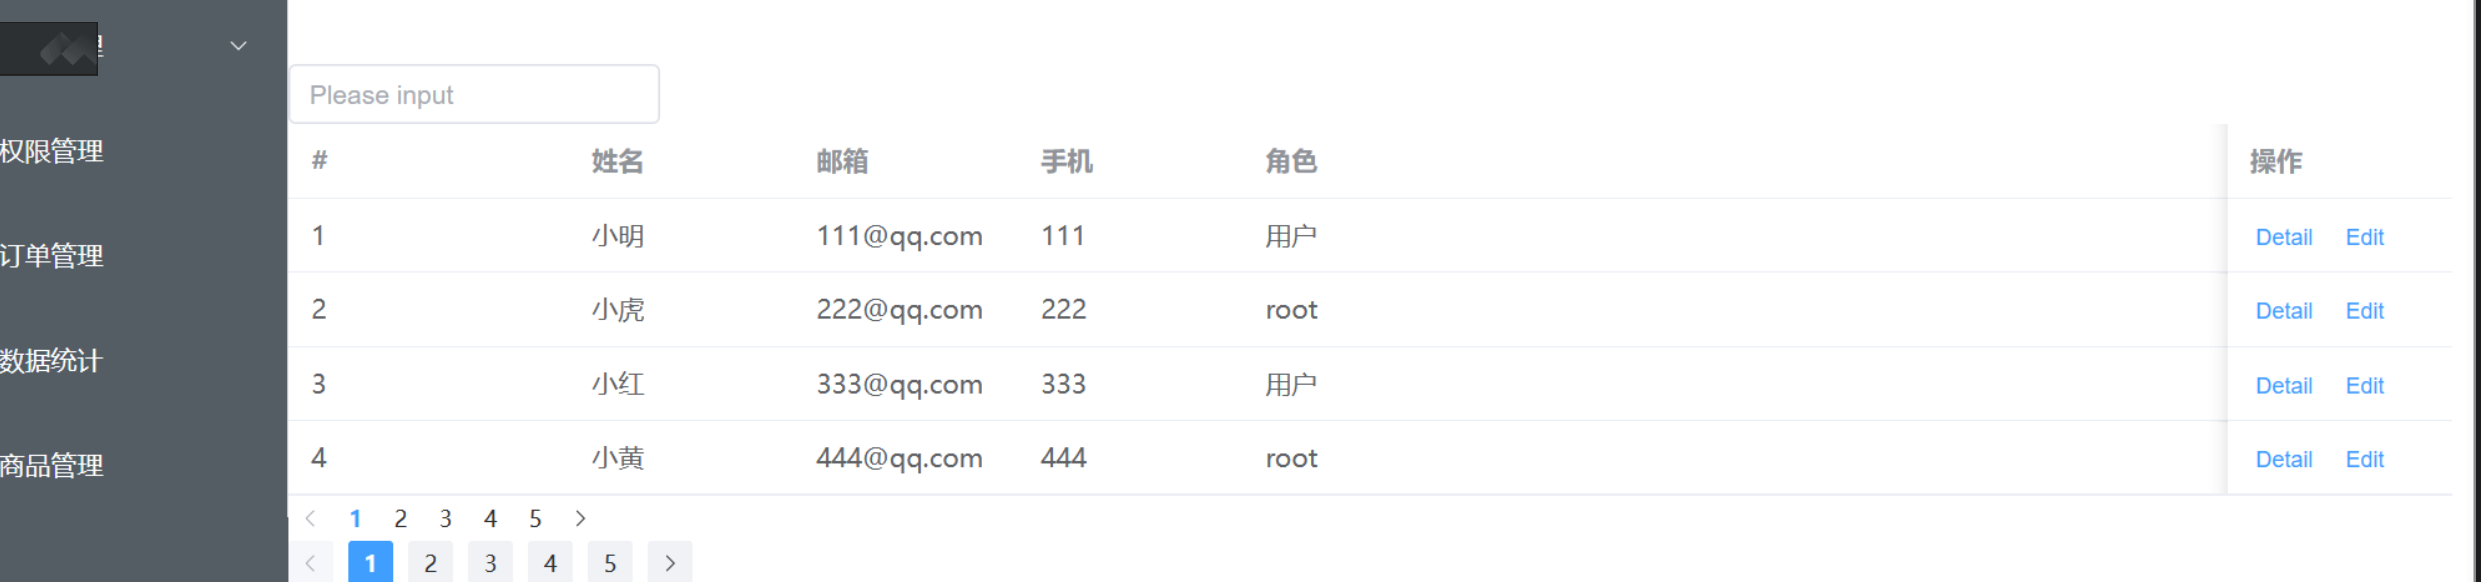 理
权限管理
订单管理
数据统计
商品管理
Please input
# 姓名 邮箱 手机 角色 操作
1 小明 111@qq.com 111 用户 Detail Edit
2 小虎 222@qq.com 222 root Detail Edit
3 小红 333@qq.com 333 用户 Detail Edit
4 小黄 444@qq.com 444 root Detail Edit
1 2 3 4 5
1 2 3 4 5